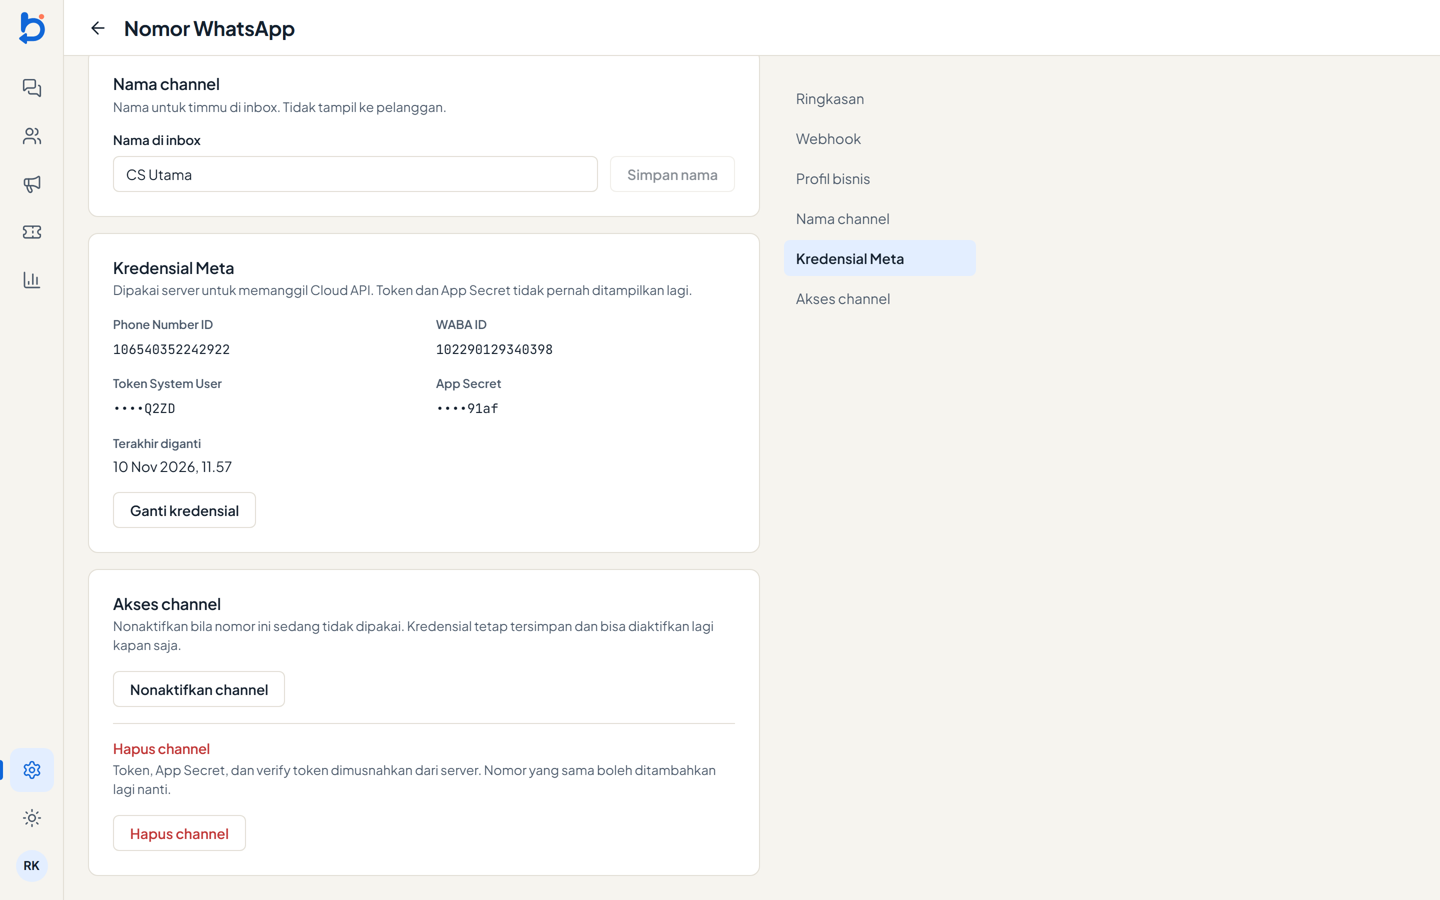 Nomor WhatsApp
Nama channel
Nama untuk timmu di inbox. Tidak tampil ke pelanggan.
Nama di inbox
CS Utama
Simpan nama
Kredensial Meta
Dipakai server untuk memanggil Cloud API. Token dan App Secret tidak pernah ditampilkan lagi.
Phone Number ID
WABA ID
106540352242922
102290129340398
Token System User
App Secret
••••Q2ZD
••••91af
Terakhir diganti
10 Nov 2026, 11.57
Ganti kredensial
Akses channel
Nonaktifkan bila nomor ini sedang tidak dipakai. Kredensial tetap tersimpan dan bisa diaktifkan lagi
kapan saja.
Nonaktifkan channel
Hapus channel
Token, App Secret, dan verify token dimusnahkan dari server. Nomor yang sama boleh ditambahkan
lagi nanti.
Hapus channel
Ringkasan
Webhook
Profil bisnis
Nama channel
Kredensial Meta
Akses channel
RK